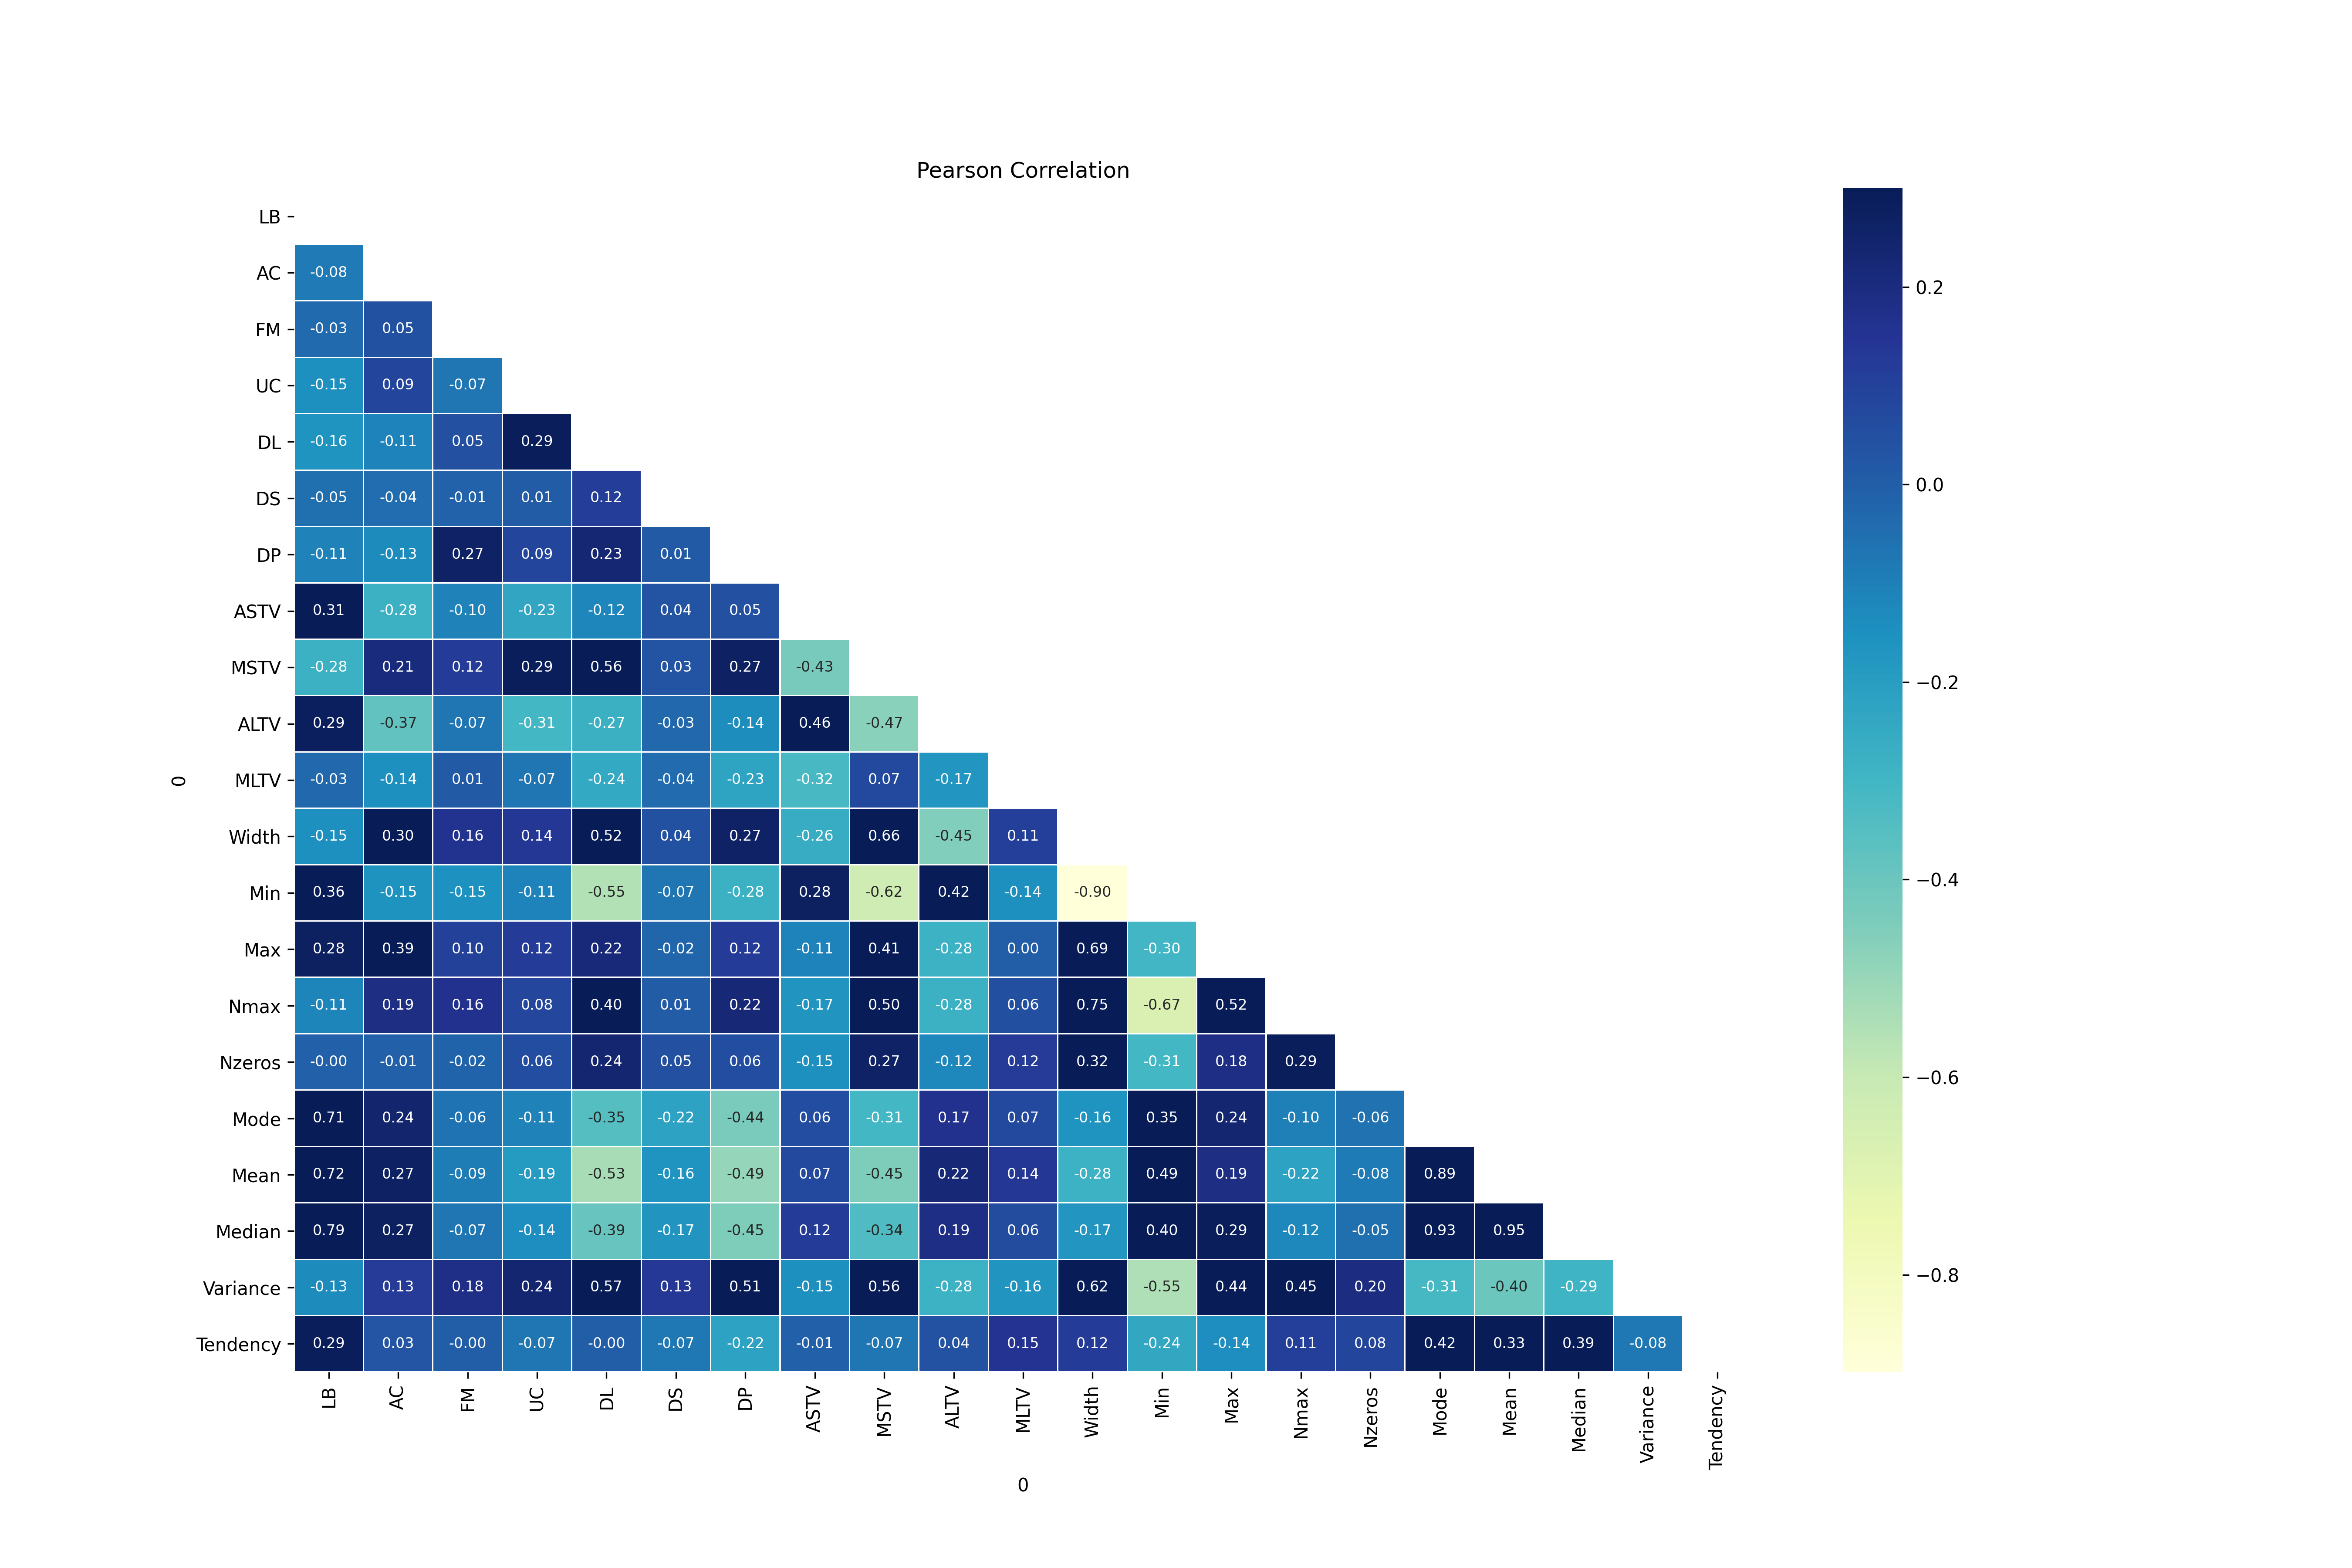 Pearson Correlation
LB
AC -0.08
FM -0.03 0.05
UC -0.15 0.09 -0.07
DL -0.16 -0.11 0.05 0.29
DS -0.05 -0.04 -0.01 0.01 0.12
DP -0.11 -0.13 0.27 0.09 0.23 0.01
ASTV 0.31 -0.28 -0.10 -0.23 -0.12 0.04 0.05
MSTV -0.28 0.21 0.12 0.29 0.56 0.03 0.27 -0.43
ALTV 0.29 -0.37 -0.07 -0.31 -0.27 -0.03 -0.14 0.46 -0.47
MLTV -0.03 -0.14 0.01 -0.07 -0.24 -0.04 -0.23 -0.32 0.07 -0.17
Width -0.15 0.30 0.16 0.14 0.52 0.04 0.27 -0.26 0.66 -0.45 0.11
Min 0.36 -0.15 -0.15 -0.11 -0.55 -0.07 -0.28 0.28 -0.62 0.42 -0.14 -0.90
Max 0.28 0.39 0.10 0.12 0.22 -0.02 0.12 -0.11 0.41 -0.28 0.00 0.69 -0.30
Nmax -0.11 0.19 0.16 0.08 0.40 0.01 0.22 -0.17 0.50 -0.28 0.06 0.75 -0.67 0.52
Nzeros -0.00 -0.01 -0.02 0.06 0.24 0.05 0.06 -0.15 0.27 -0.12 0.12 0.32 -0.31 0.18 0.29
Mode 0.71 0.24 -0.06 -0.11 -0.35 -0.22 -0.44 0.06 -0.31 0.17 0.07 -0.16 0.35 0.24 -0.10 -0.06
Mean 0.72 0.27 -0.09 -0.19 -0.53 -0.16 -0.49 0.07 -0.45 0.22 0.14 -0.28 0.49 0.19 -0.22 -0.08 0.89
Median 0.79 0.27 -0.07 -0.14 -0.39 -0.17 -0.45 0.12 -0.34 0.19 0.06 -0.17 0.40 0.29 -0.12 -0.05 0.93 0.95
Variance -0.13 0.13 0.18 0.24 0.57 0.13 0.51 -0.15 0.56 -0.28 -0.16 0.62 -0.55 0.44 0.45 0.20 -0.31 -0.40 -0.29
Tendency 0.29 0.03 -0.00 -0.07 -0.00 -0.07 -0.22 -0.01 -0.07 0.04 0.15 0.12 -0.24 -0.14 0.11 0.08 0.42 0.33 0.39 -0.08
LB AC FM UC DL DS DP ASTV MSTV ALTV MLTV Width Min Max Nmax Nzeros Mode Mean Median Variance Tendency
0
0
0.2
0.0
−0.2
−0.4
−0.6
−0.8